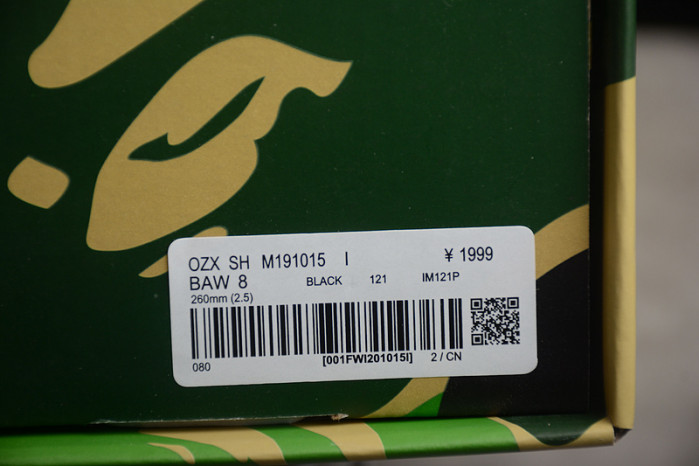 OZX SH M191015 I ¥ 1999
BAW 8 BLACK 121 IM121P
260mm (2.5)
080 [001FWI201015I] 2 / CN